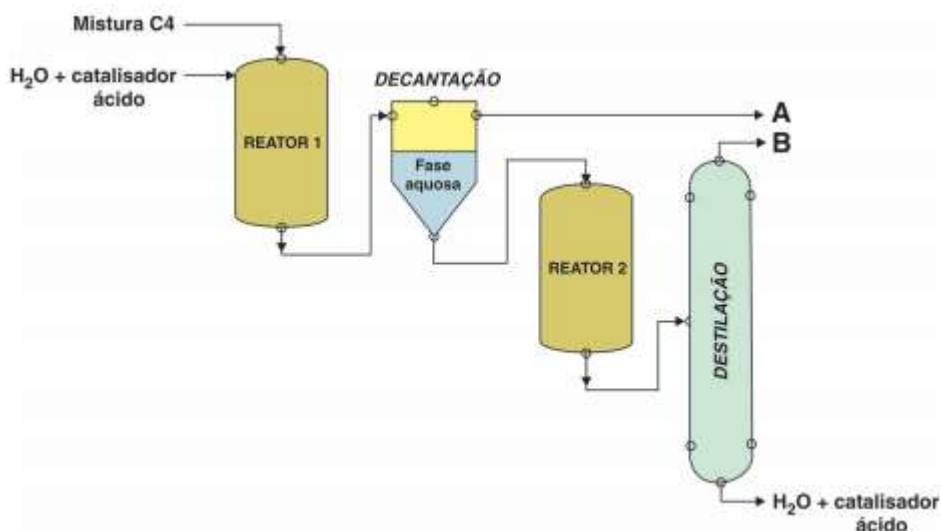 Mistura C4
H₂O + catalisador
ácido
DECANTAÇÃO
REATOR 1
A
B
Fase
aquosa
REATOR 2
DESTILAÇÃO
H₂O + catalisador
ácido